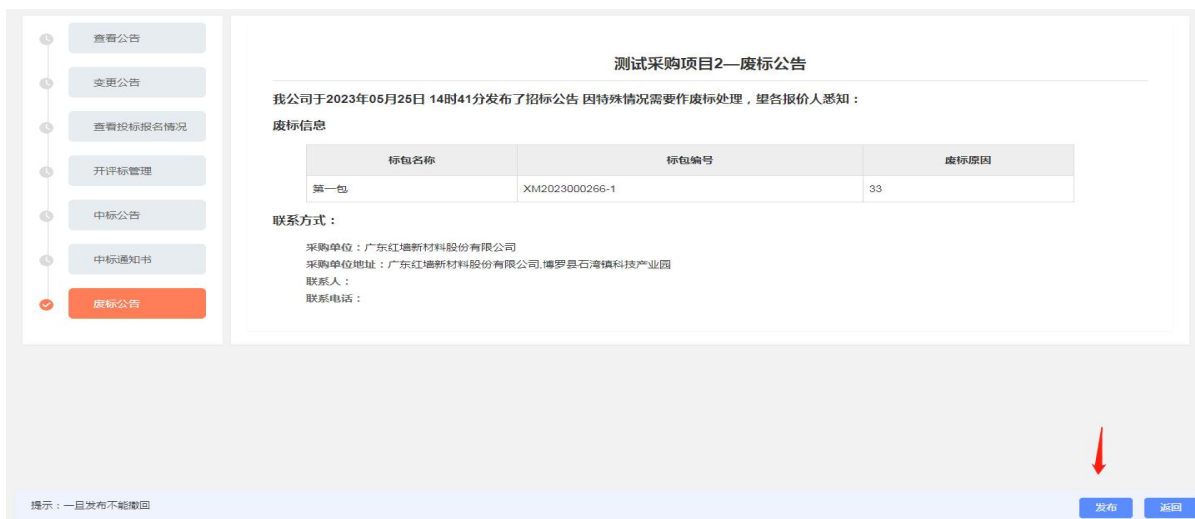 查看公告
变更公告
查看投标报名情况
开评标管理
中标公告
中标通知书
废标公告
测试采购项目2—废标公告
我公司于2023年05月25日 14时41分发布了招标公告 因特殊情况需要作废标处理，望各报价人悉知：
废标信息
标包名称 标包编号 废标原因
第一包 XM2023000266-1 33
联系方式：
采购单位：广东红墙新材料股份有限公司
采购单位地址：广东红墙新材料股份有限公司,博罗县石湾镇科技产业园
联系人：
联系电话：
提示：一旦发布不能撤回
发布 返回